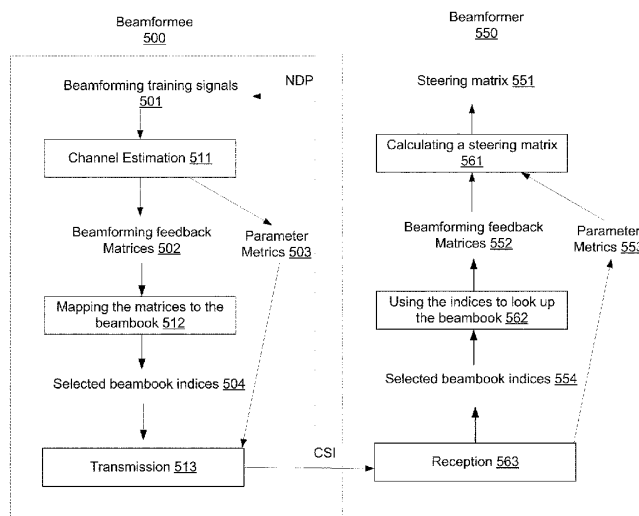 Beamformee
500
Beamforming training signals
501
NDP
Channel Estimation 511
Beamforming feedback
Matrices 502
Parameter
Metrics 503
Mapping the matrices to the
beambook 512
Selected beambook indices 504
Transmission 513
CSI
Beamformer
550
Steering matrix 551
Calculating a steering matrix
561
Beamforming feedback
Matrices 552
Parameter
Metrics 553
Using the indices to look up
the beambook 562
Selected beambook indices 554
Reception 563